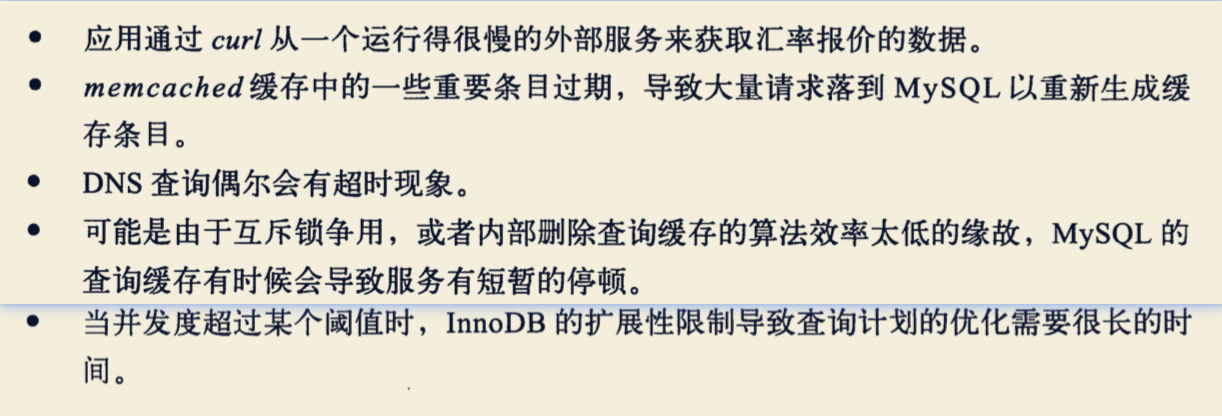 • 应用通过 curl 从一个运行得很慢的外部服务来获取汇率报价的数据。
• memcached 缓存中的一些重要条目过期，导致大量请求落到 MySQL 以重新生成缓
存条目。
• DNS 查询偶尔会有超时现象。
• 可能是由于互斥锁争用，或者内部删除查询缓存的算法效率太低的缘故，MySQL 的
查询缓存有时候会导致服务有短暂的停顿。
• 当并发度超过某个阈值时，InnoDB 的扩展性限制导致查询计划的优化需要很长的时
间。